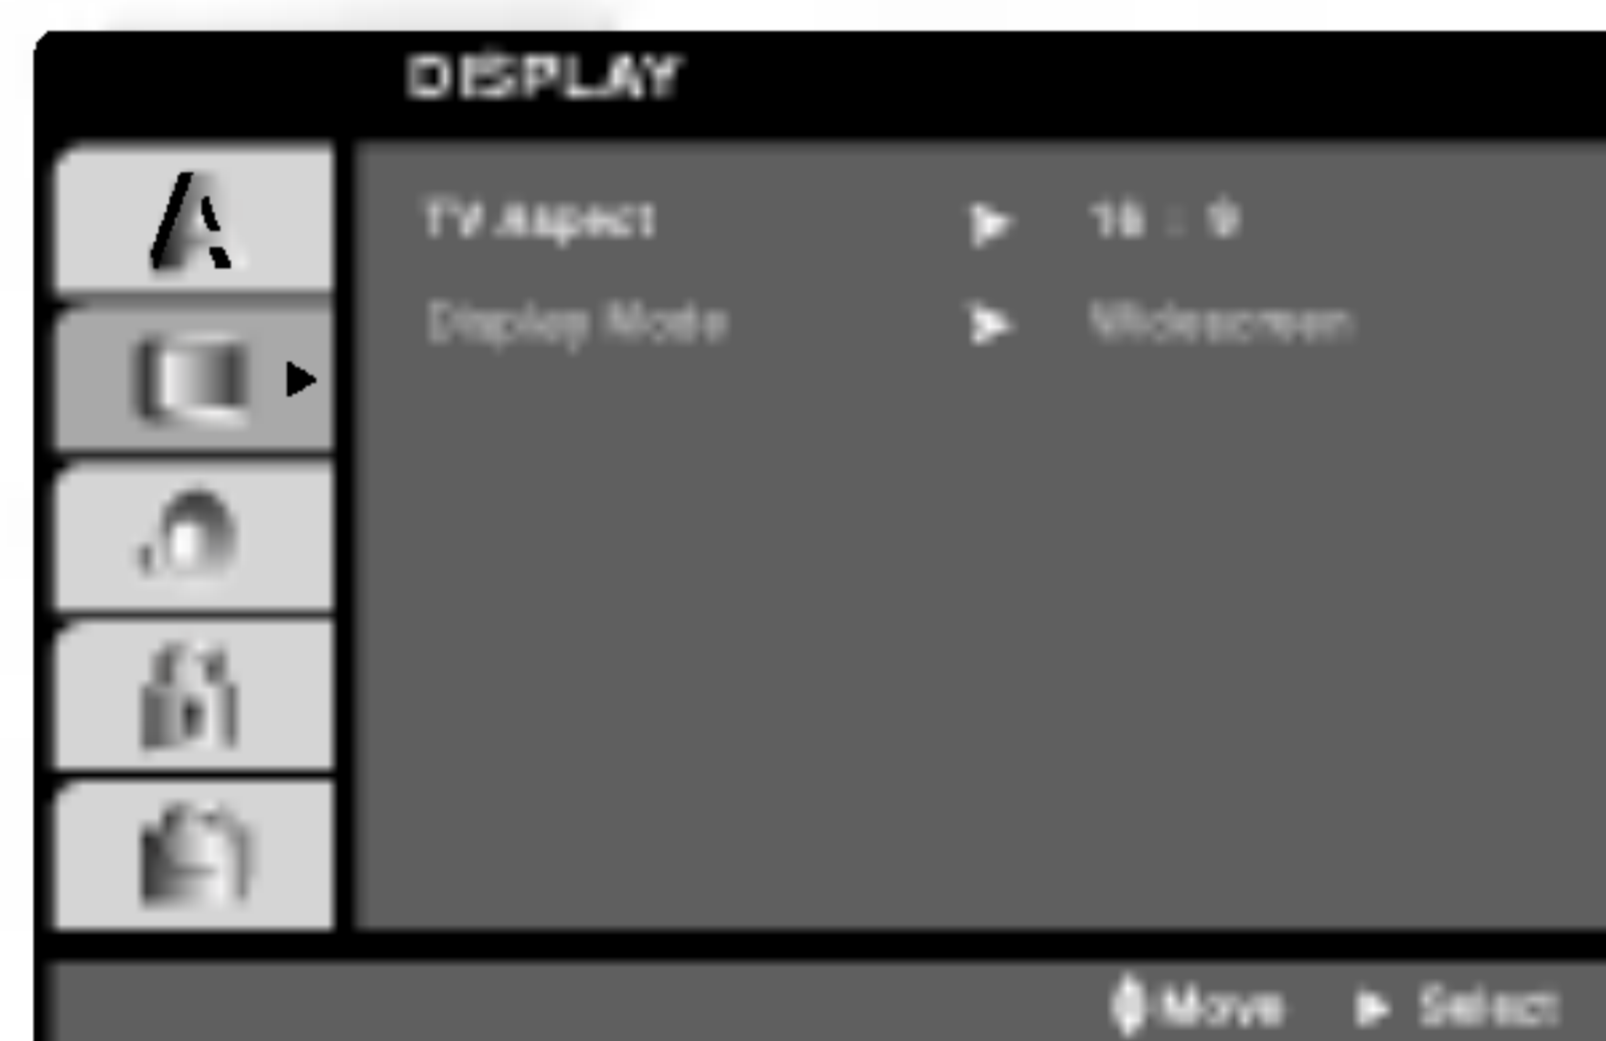 DISPLAY
TV Aspect ▶ 16 : 9
Display Mode ▶ Widescreen
Move ▶ Select